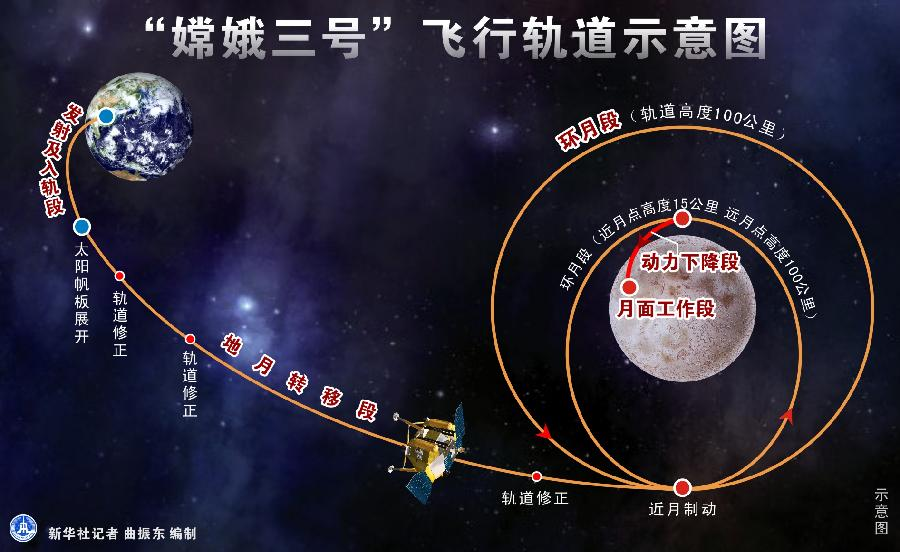 “嫦娥三号”飞行轨道示意图
发射及入轨段
太阳帆板展开
轨道修正
轨道修正
地月转移段
轨道修正
近月制动
环月段（轨道高度100公里）
环月段（近月点高度15公里 远月点高度100公里）
动力下降段
月面工作段
新华社记者 曲振东 编制
示意图